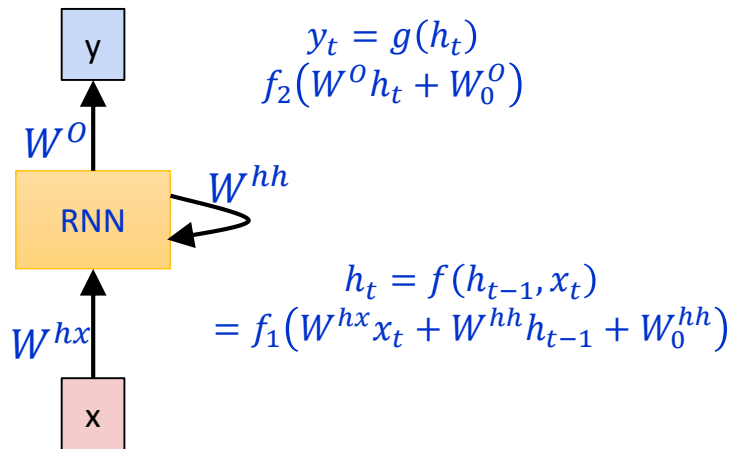 y
y_t = g(h_t)
f_2(W^O h_t + W_0^O)
W^O
W^{hh}
RNN
h_t = f(h_{t-1}, x_t)
= f_1(W^{hx} x_t + W^{hh} h_{t-1} + W_0^{hh})
W^{hx}
x